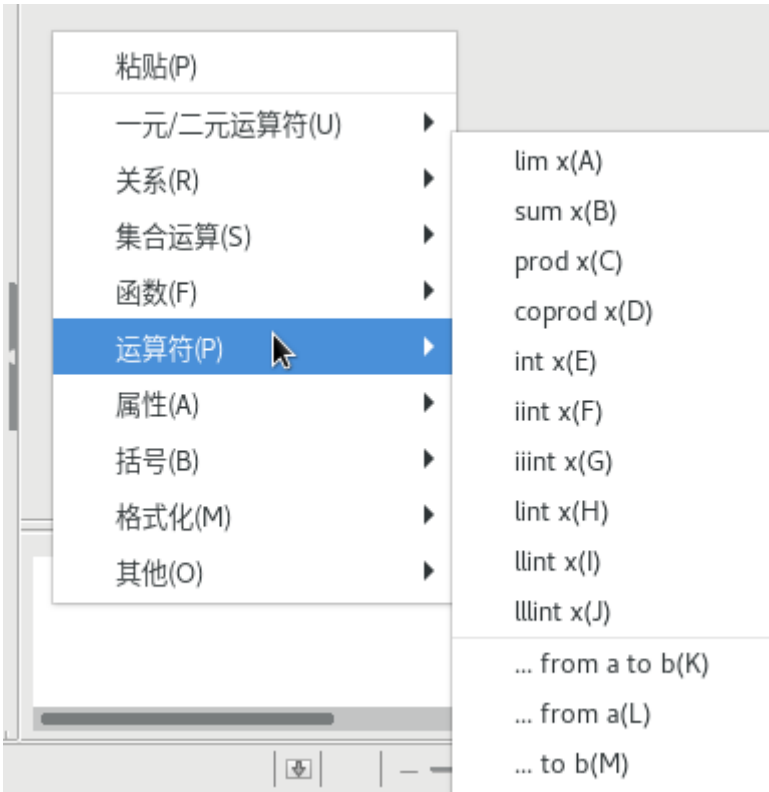 粘贴(P)
一元/二元运算符(U)
关系(R)
集合运算(S)
函数(F)
运算符(P)
属性(A)
括号(B)
格式化(M)
其他(O)
lim x(A)
sum x(B)
prod x(C)
coprod x(D)
int x(E)
iint x(F)
iiint x(G)
lint x(H)
llint x(I)
lllint x(J)
... from a to b(K)
... from a(L)
... to b(M)